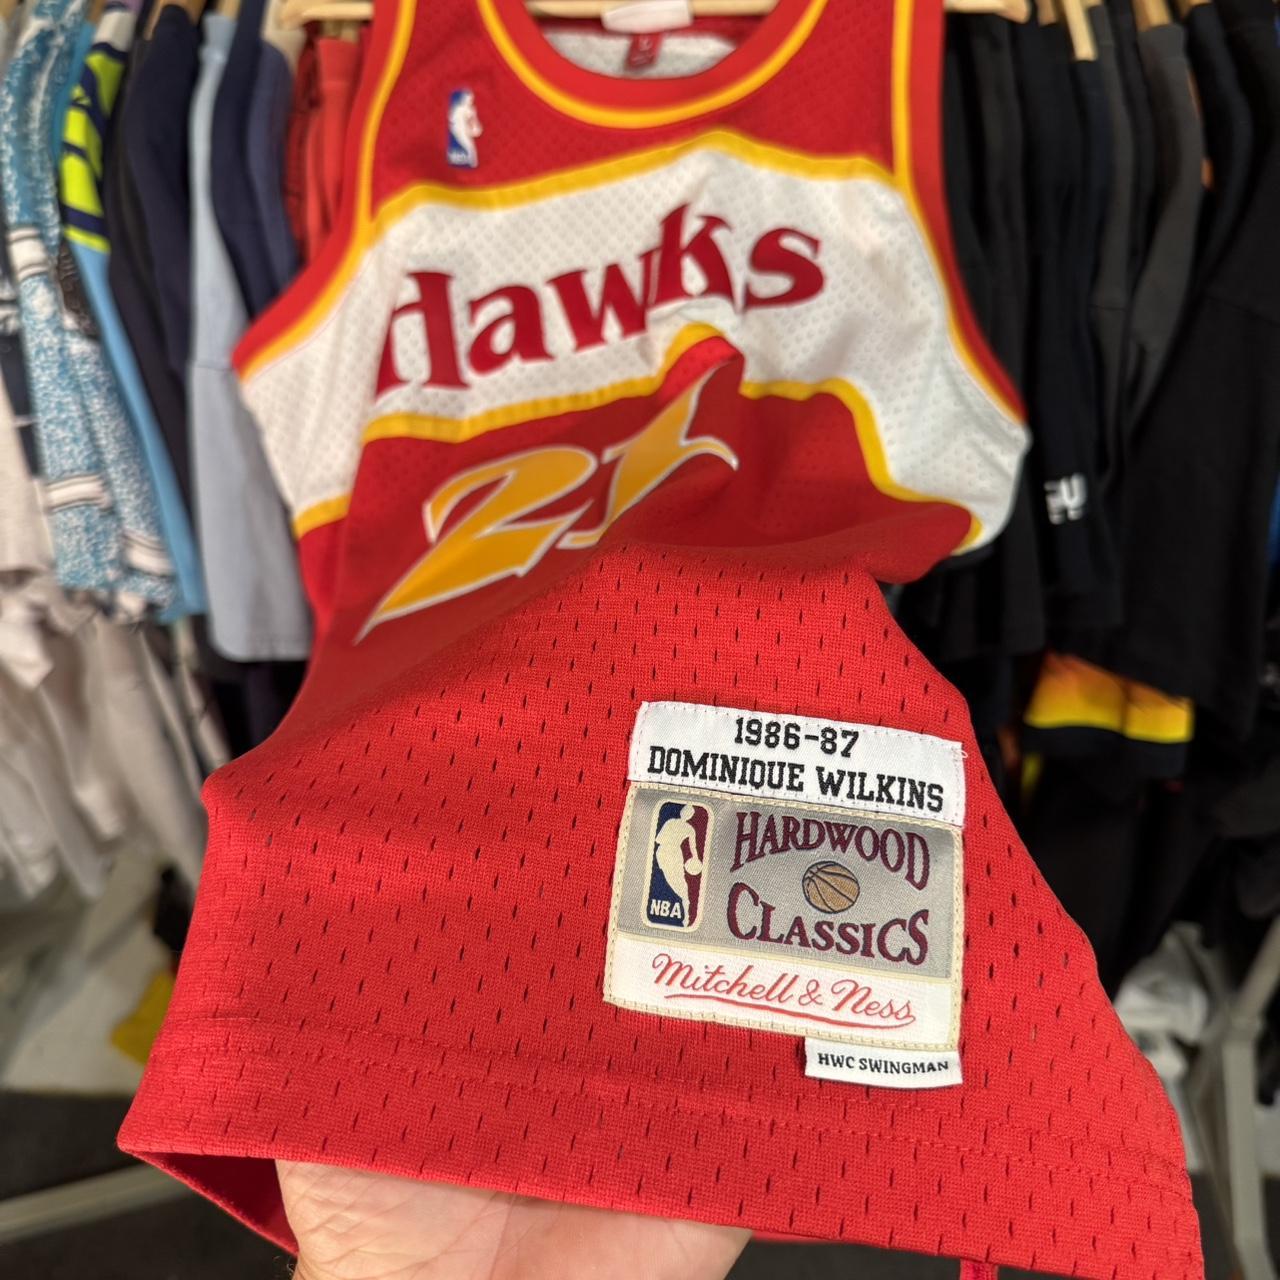 Hawks
21
1986-87
DOMINIQUE WILKINS
NBA
HARDWOOD
CLASSICS
Mitchell & Ness
HWC SWINGMAN